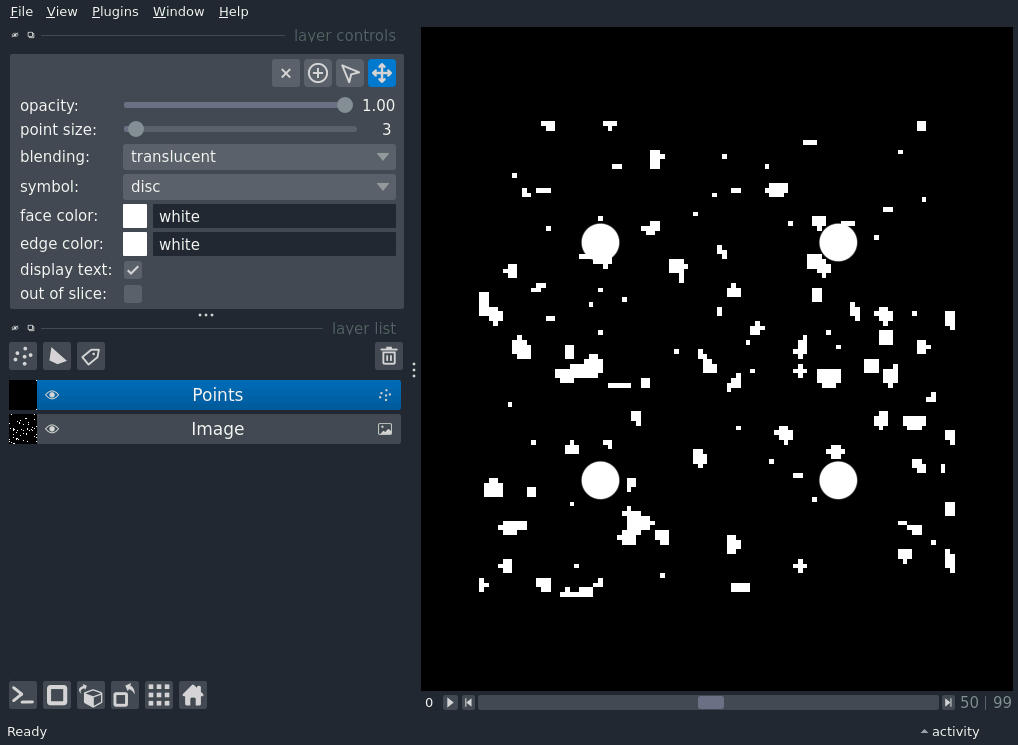 File View Plugins Window Help
layer controls
opacity: 1.00
point size: 3
blending: translucent
symbol: disc
face color: white
edge color: white
display text:
out of slice:
layer list
Points
Image
0 50 | 99
Ready activity